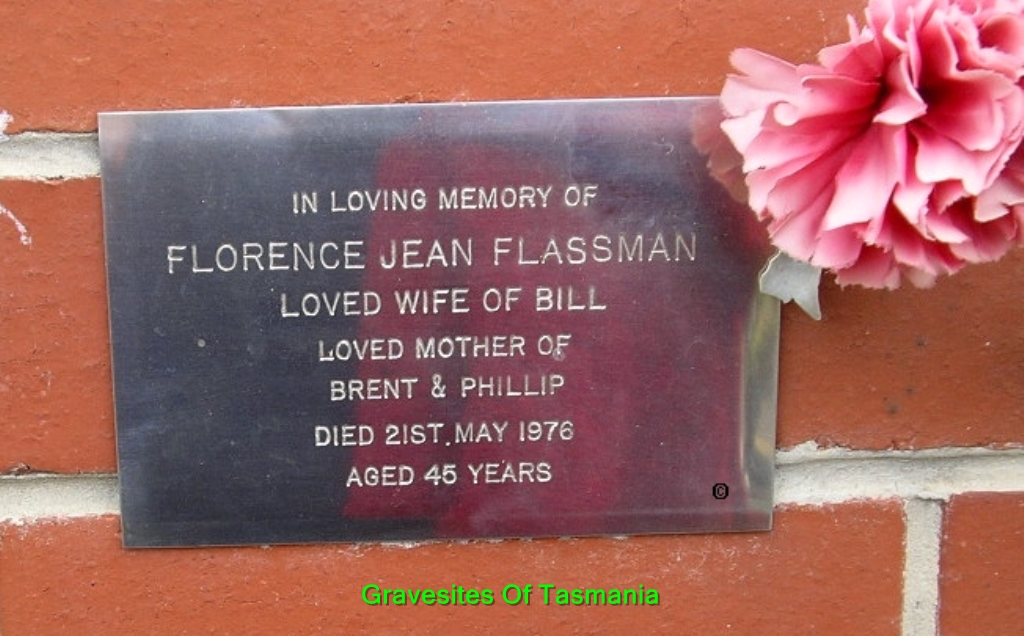 IN LOVING MEMORY OF
FLORENCE JEAN FLASSMAN
LOVED WIFE OF BILL
LOVED MOTHER OF
BRENT & PHILLIP
DIED 21ST. MAY 1976
AGED 45 YEARS
©
Gravesites Of Tasmania